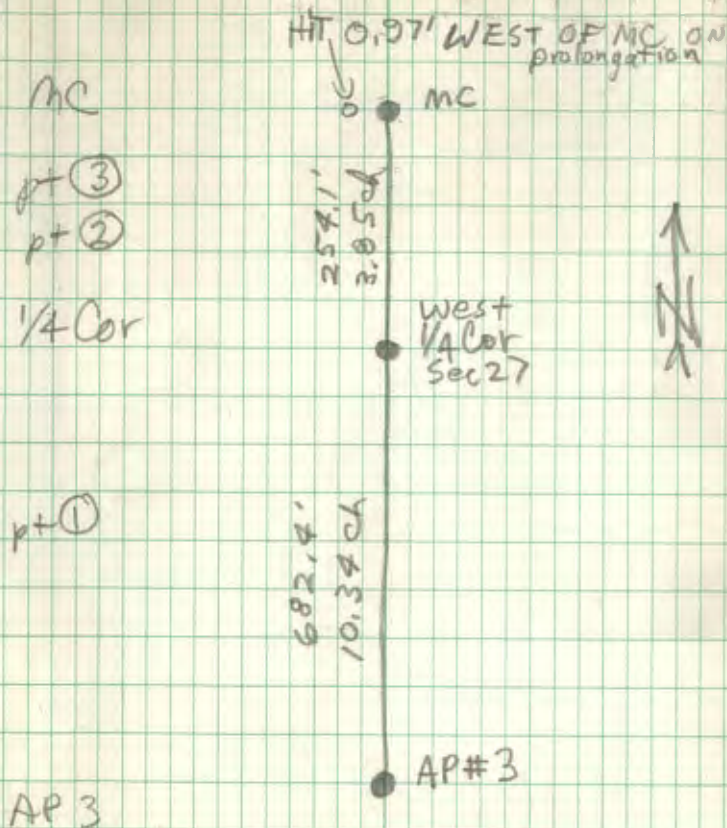 HIT 0.97' WEST OF MC ON
prolongation
MC
MC
pt ③
pt ②
254.1'
3.85 ch
1/4 Cor
West
1/4 Cor
Sec 27
N
pt ①
682.4'
10.34 ch
AP#3
AP 3